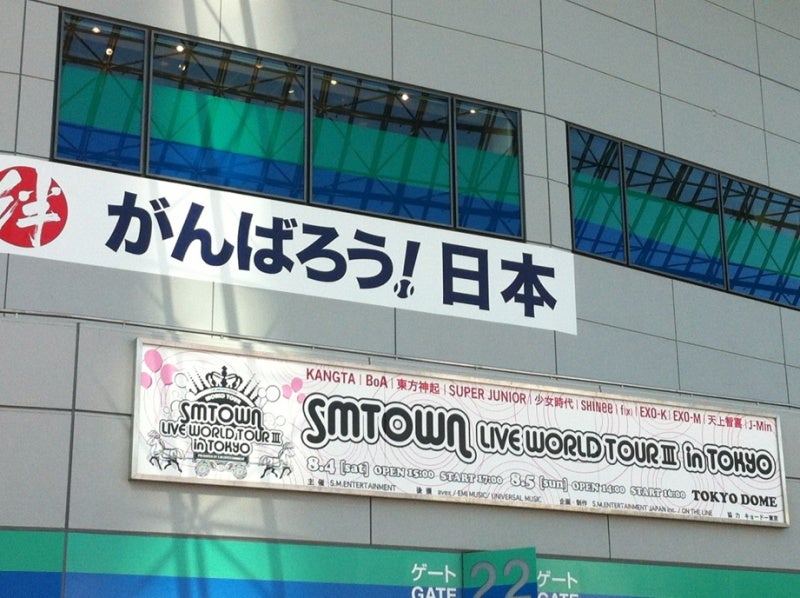 絆
がんばろう!日本
KANGTA | BoA | 東方神起 | SUPER JUNIOR | 少女時代 | SHINee | f(x) | EXO-K | EXO-M | 天上智喜 | J-Min
WORLD TOUR
SMTOWN
LIVE WORLD TOUR III
in TOKYO
SMTOWN LIVE WORLD TOUR III in TOKYO
8.4 [sat] OPEN 15:00 START 17:00 8.5 [sun] OPEN 14:00 START 16:00 TOKYO DOME
主催 S.M.ENTERTAINMENT 後援 avex / EMI MUSIC / UNIVERSAL MUSIC 企画・制作 S.M.ENTERTAINMENT JAPAN Inc. / ON THE LINE 協力 キョードー東京
ゲート 22 ゲート
GATE GATE